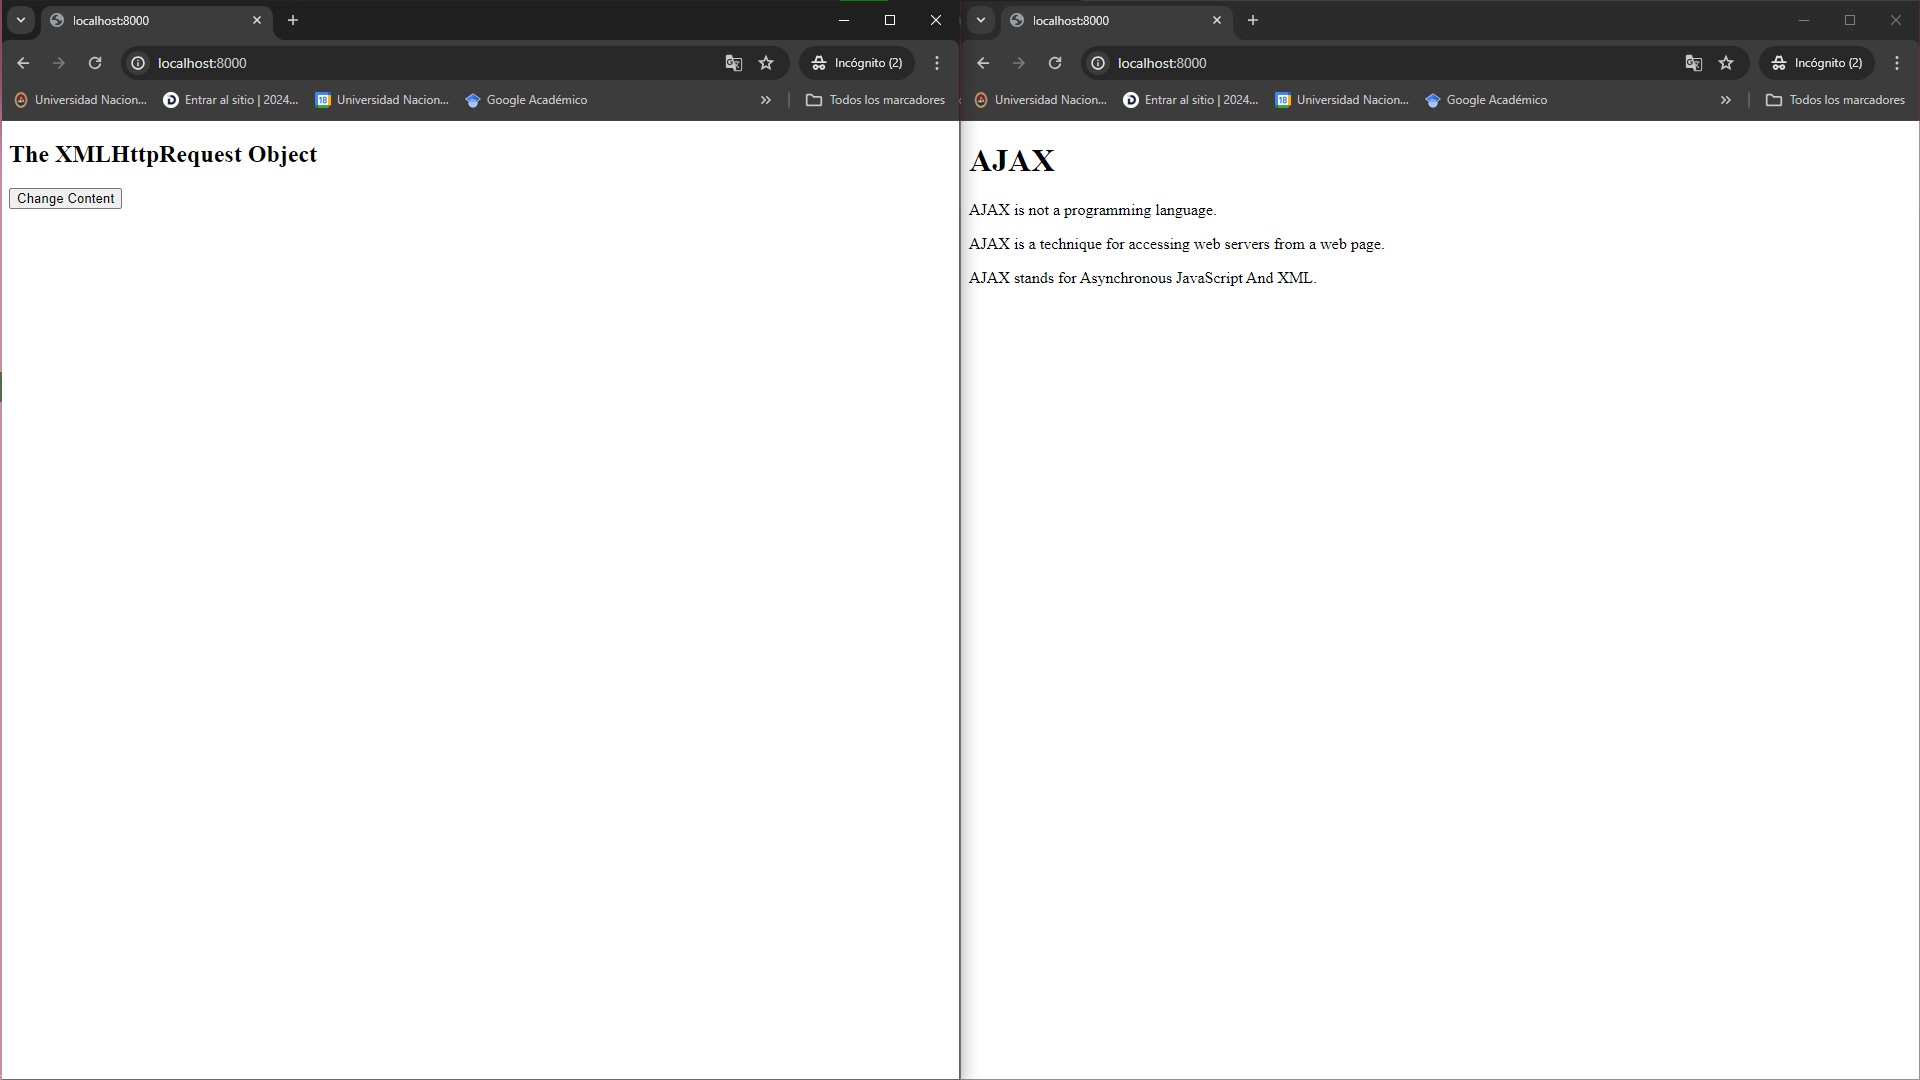 localhost:8000
localhost:8000
Incógnito (2)
Universidad Nacion...
Entrar al sitio | 2024...
18
Universidad Nacion...
Google Académico
Todos los marcadores
The XMLHttpRequest Object
Change Content
localhost:8000
localhost:8000
Incógnito (2)
Universidad Nacion...
Entrar al sitio | 2024...
18
Universidad Nacion...
Google Académico
Todos los marcadores
AJAX
AJAX is not a programming language.
AJAX is a technique for accessing web servers from a web page.
AJAX stands for Asynchronous JavaScript And XML.